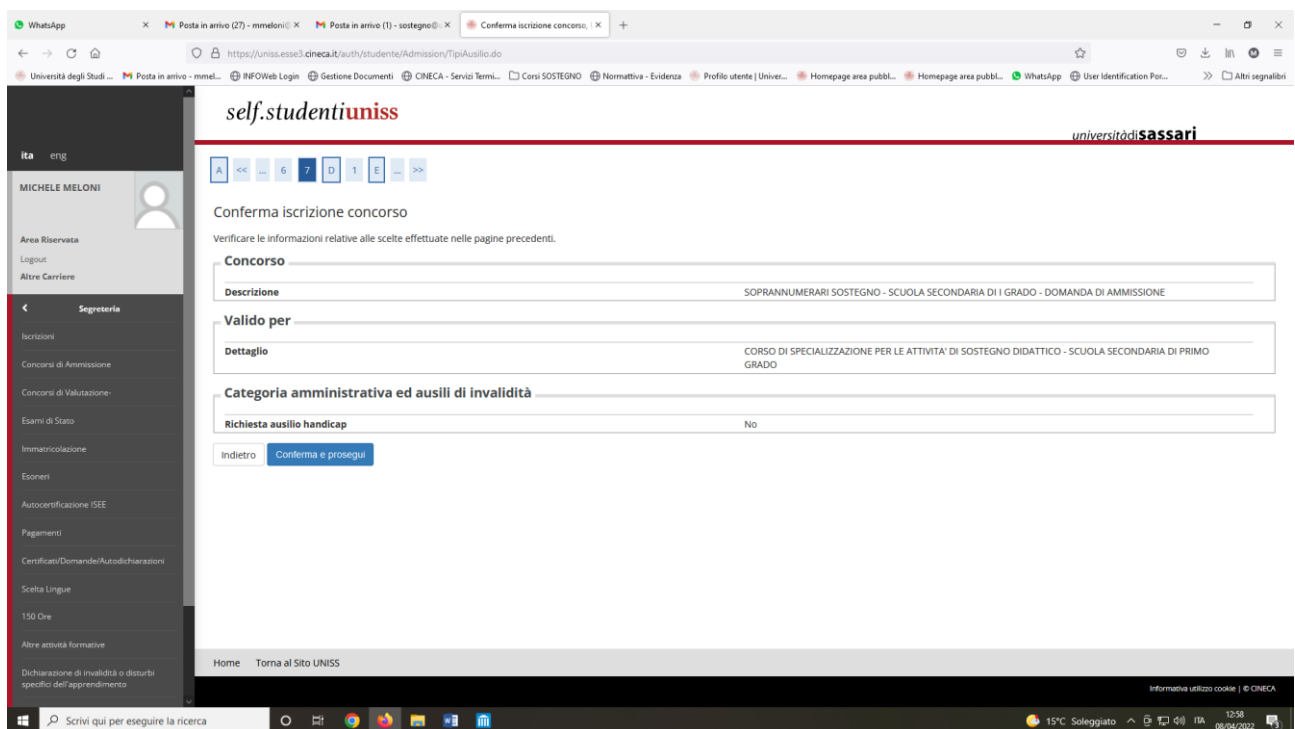 WhatsApp
Posta in arrivo (27) - mmeloni@
Posta in arrivo (1) - sostegno@
Conferma iscrizione concorso, U
https://uniss.esse3.cineca.it/auth/studente/Admission/TipiAusilio.do
Università degli Studi ... Posta in arrivo - mmel... INFOWeb Login Gestione Documenti CINECA - Servizi Termi... Corsi SOSTEGNO Normattiva - Evidenza Profilo utente | Univer... Homepage area pubbl... Homepage area pubbl... WhatsApp User Identification Por... Altri segnalibri
self.studentiuniss
universitàdisassari
ita eng
MICHELE MELONI
Area Riservata
Logout
Altre Carriere
Segreteria
Iscrizioni
Concorsi di Ammissione
Concorsi di Valutazione-
Esami di Stato
Immatricolazione
Esoneri
Autocertificazione ISEE
Pagamenti
Certificati/Domande/Autodichiarazioni
Scelta Lingue
150 Ore
Altre attività formative
Dichiarazione di invalidità o disturbi
specifici dell'apprendimento
A << ... 6 7 D 1 E ... >>
Conferma iscrizione concorso
Verificare le informazioni relative alle scelte effettuate nelle pagine precedenti.
Concorso
Descrizione SOPRANNUMERARI SOSTEGNO - SCUOLA SECONDARIA DI I GRADO - DOMANDA DI AMMISSIONE
Valido per
Dettaglio CORSO DI SPECIALIZZAZIONE PER LE ATTIVITA' DI SOSTEGNO DIDATTICO - SCUOLA SECONDARIA DI PRIMO
GRADO
Categoria amministrativa ed ausili di invalidità
Richiesta ausilio handicap No
Indietro Conferma e prosegui
Home Torna al Sito UNISS
Informativa utilizzo cookie | © CINECA
Scrivi qui per eseguire la ricerca
15°C Soleggiato
ITA
12:58
08/04/2022